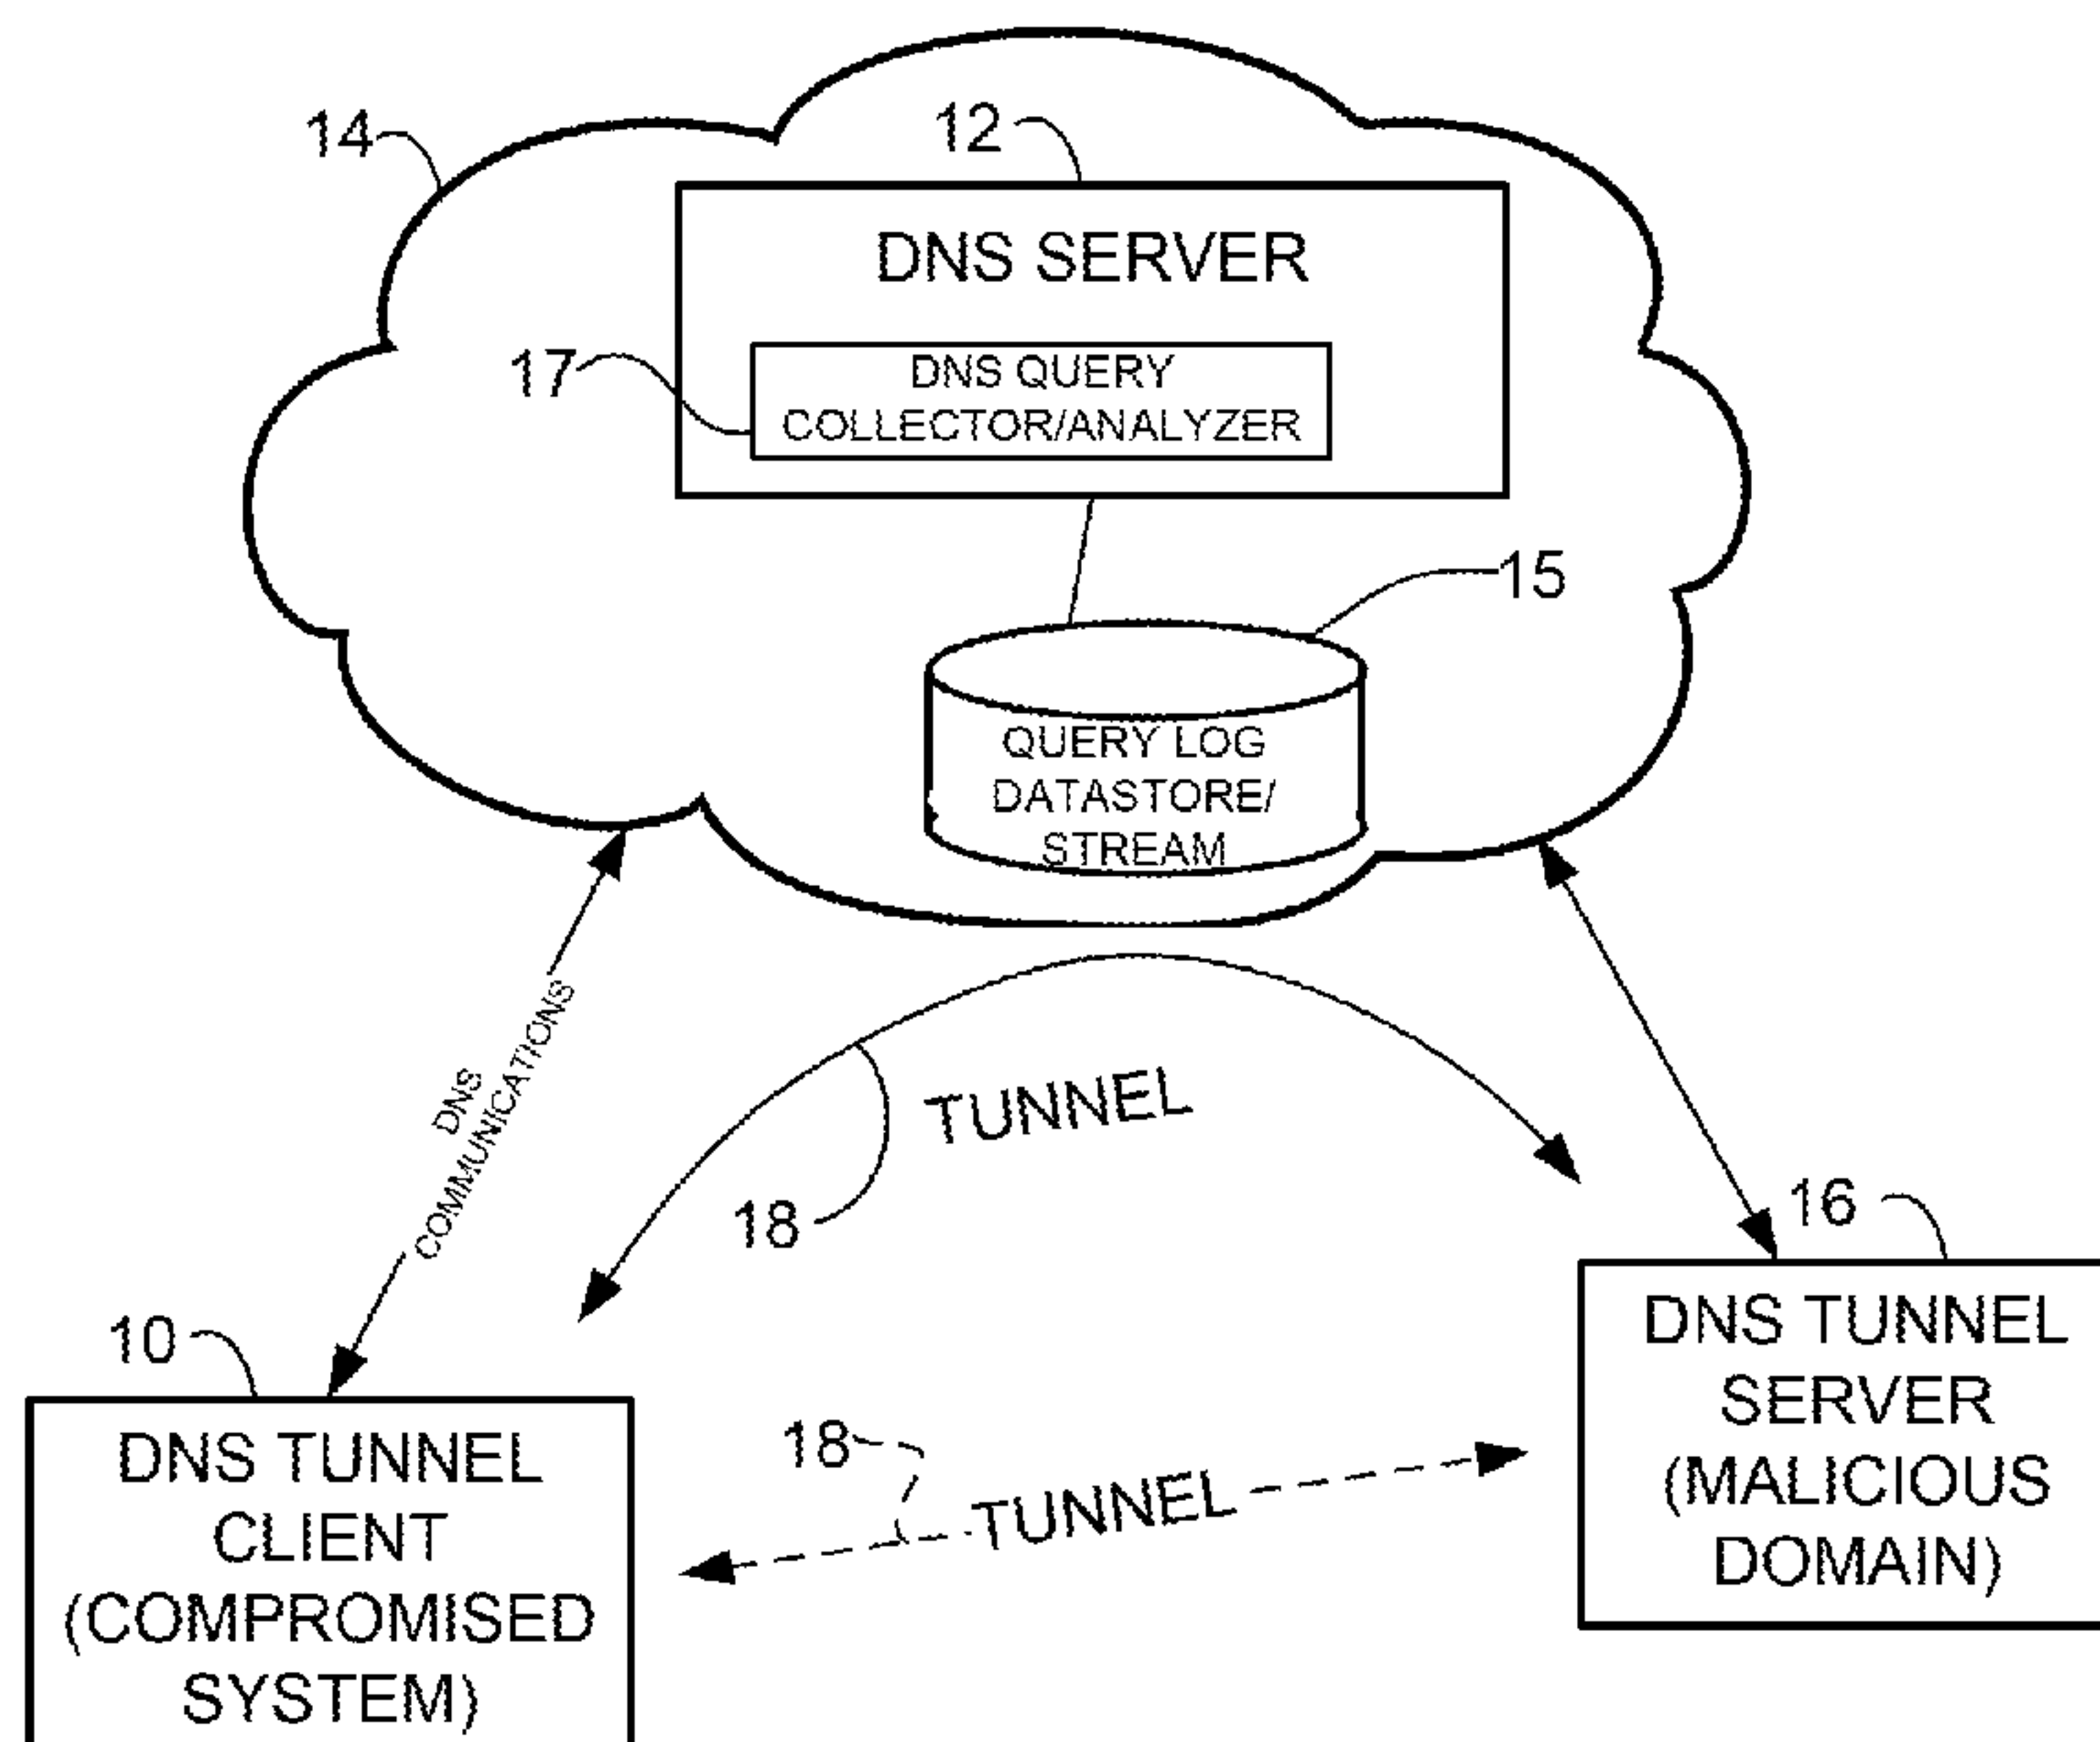 14
12
DNS SERVER
17
DNS QUERY
COLLECTOR/ANALYZER
15
QUERY LOG
DATASTORE/
STREAM
DNS
COMMUNICATIONS
TUNNEL
18
16
DNS TUNNEL
SERVER
(MALICIOUS
DOMAIN)
10
DNS TUNNEL
CLIENT
(COMPROMISED
SYSTEM)
18
TUNNEL